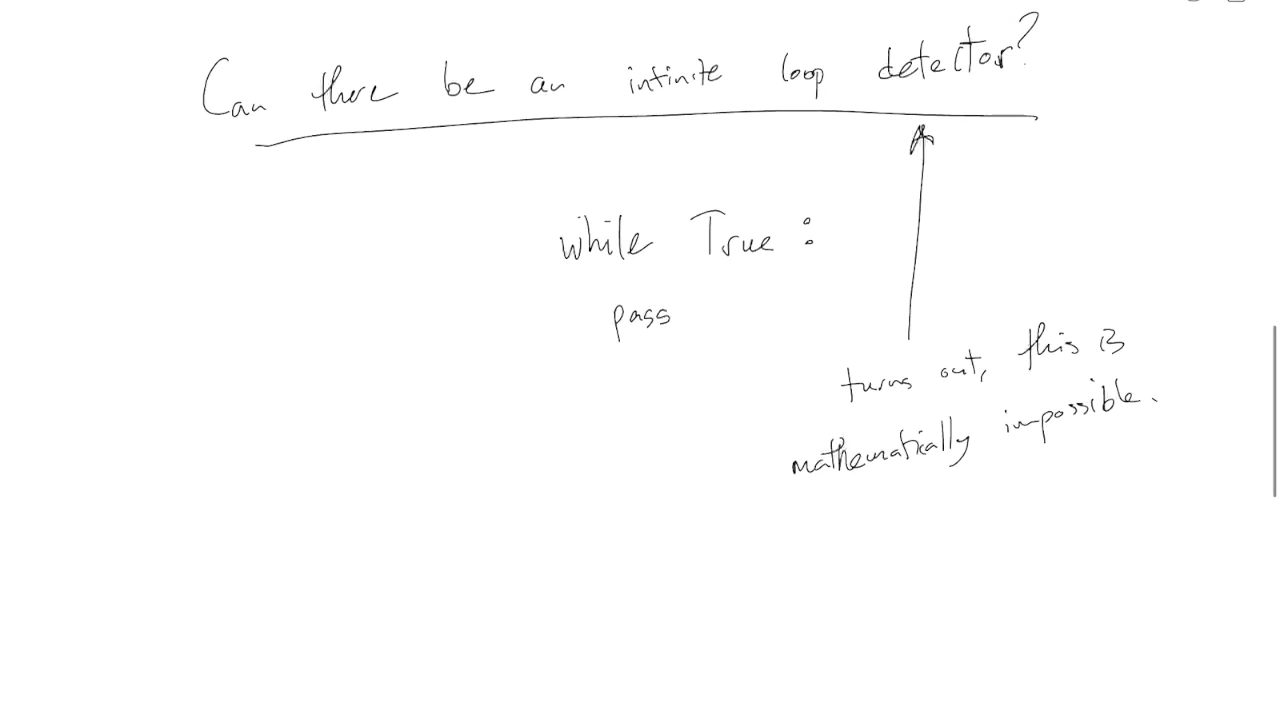 Can there be an infinite loop detector?
while True:
pass
turns out, this is
mathematically impossible.